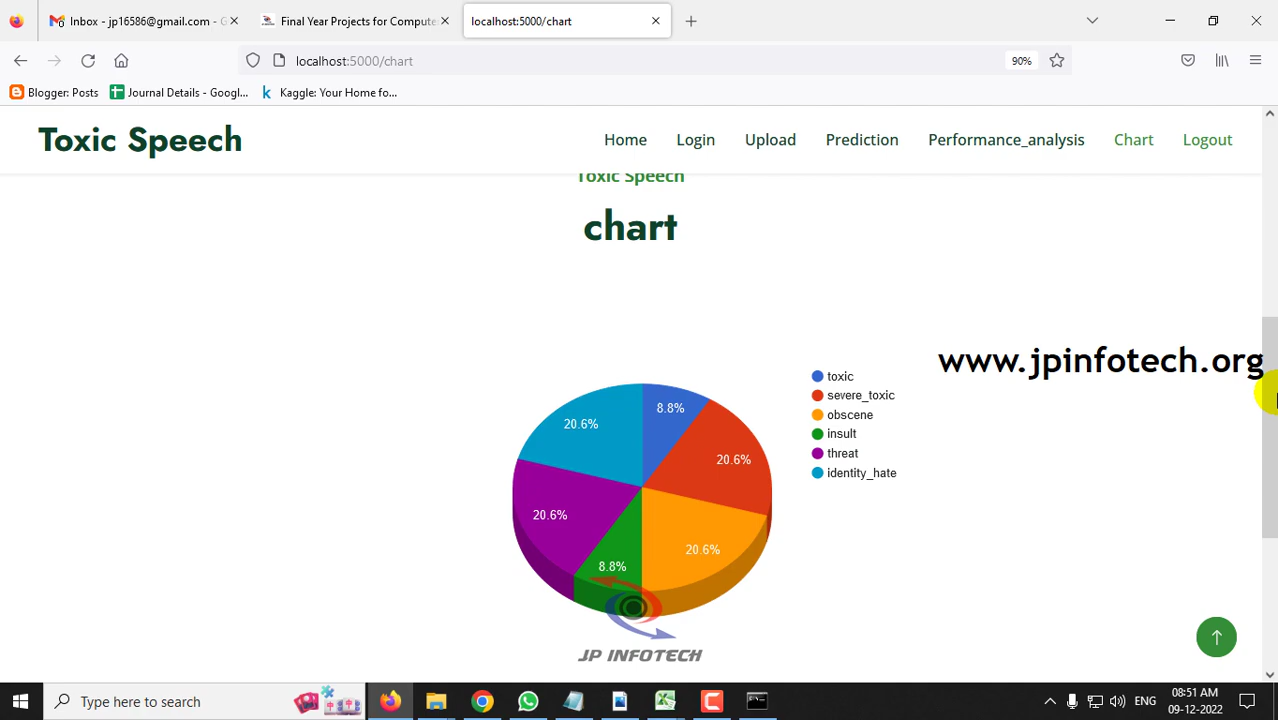 Inbox - jp16586@gmail.com - G
Final Year Projects for Compute
localhost:5000/chart
localhost:5000/chart
90%
Blogger: Posts
Journal Details - Googl...
Kaggle: Your Home fo...
Toxic Speech
Home
Login
Upload
Prediction
Performance_analysis
Chart
Logout
Toxic Speech
chart
www.jpinfotech.org
toxic
severe_toxic
obscene
insult
threat
identity_hate
8.8%
20.6%
20.6%
20.6%
20.6%
8.8%
JP INFOTECH
Type here to search
ENG
08:51 AM
09-12-2022